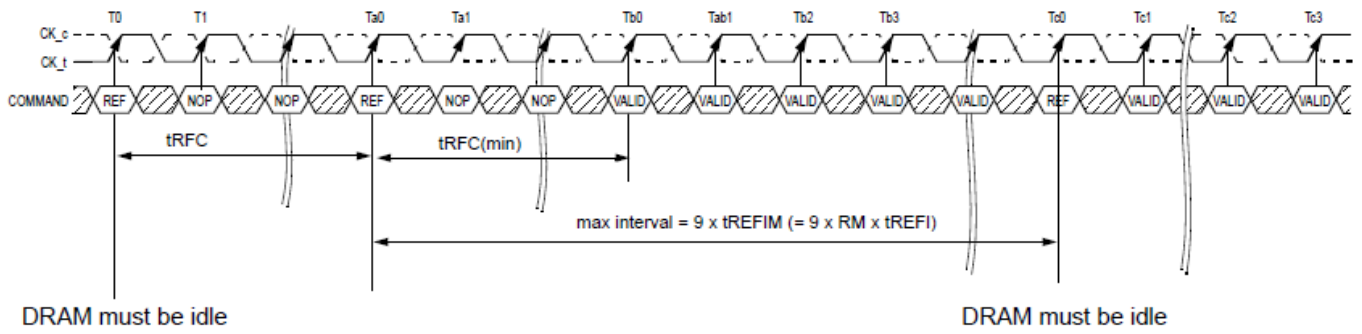 T0 T1 Ta0 Ta1 Tb0 Tab1 Tb2 Tb3 Tc0 Tc1 Tc2 Tc3
CK_c
CK_t
COMMAND REF NOP NOP REF NOP NOP VALID VALID VALID VALID VALID REF VALID VALID VALID
tRFC tRFC(min)
max interval = 9 x tREFIM (= 9 x RM x tREFI)
DRAM must be idle DRAM must be idle